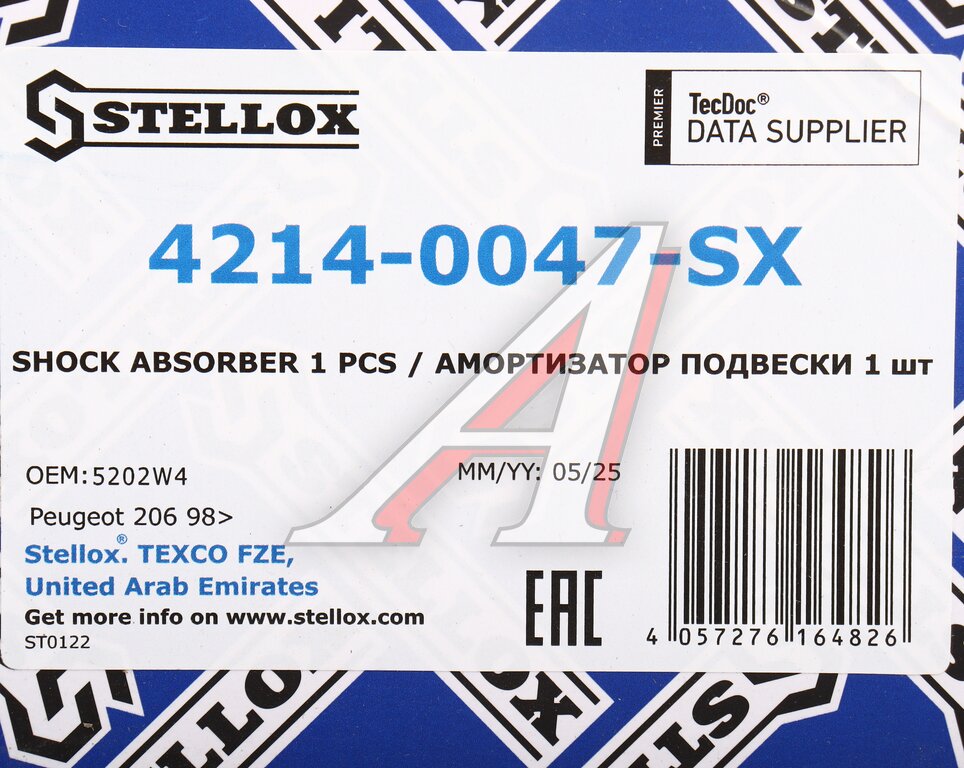 STELLOX
PREMIER
TecDoc®
DATA SUPPLIER
4214-0047-SX
SHOCK ABSORBER 1 PCS / АМОРТИЗАТОР ПОДВЕСКИ 1 шт
OEM:5202W4
MM/YY: 05/25
Peugeot 206 98>
Stellox®. TEXCO FZE,
United Arab Emirates
Get more info on www.stellox.com
ST0122
EAC
4 057276 164826